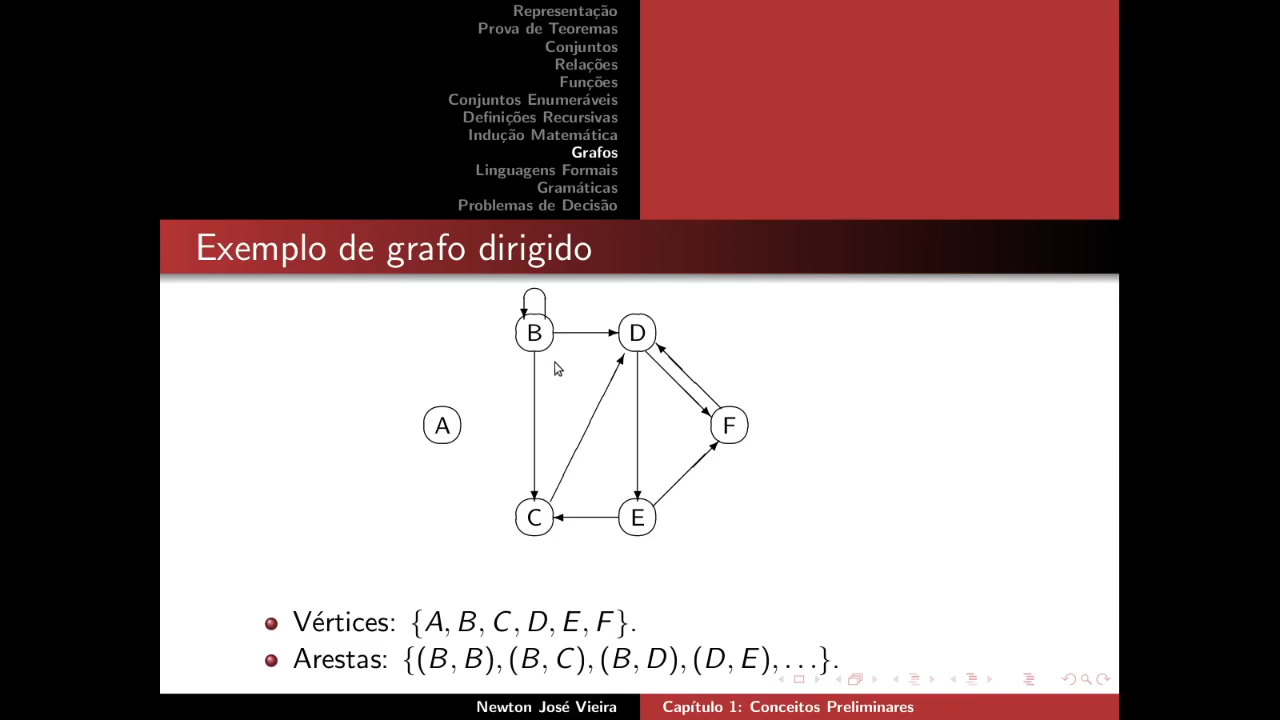 Representação
Prova de Teoremas
Conjuntos
Relações
Funções
Conjuntos Enumeráveis
Definições Recursivas
Indução Matemática
Grafos
Linguagens Formais
Gramáticas
Problemas de Decisão
Exemplo de grafo dirigido
B
D
A
F
C
E
Vértices: {A, B, C, D, E, F}.
Arestas: {(B, B), (B, C), (B, D), (D, E), ...}.
Newton José Vieira
Capítulo 1: Conceitos Preliminares